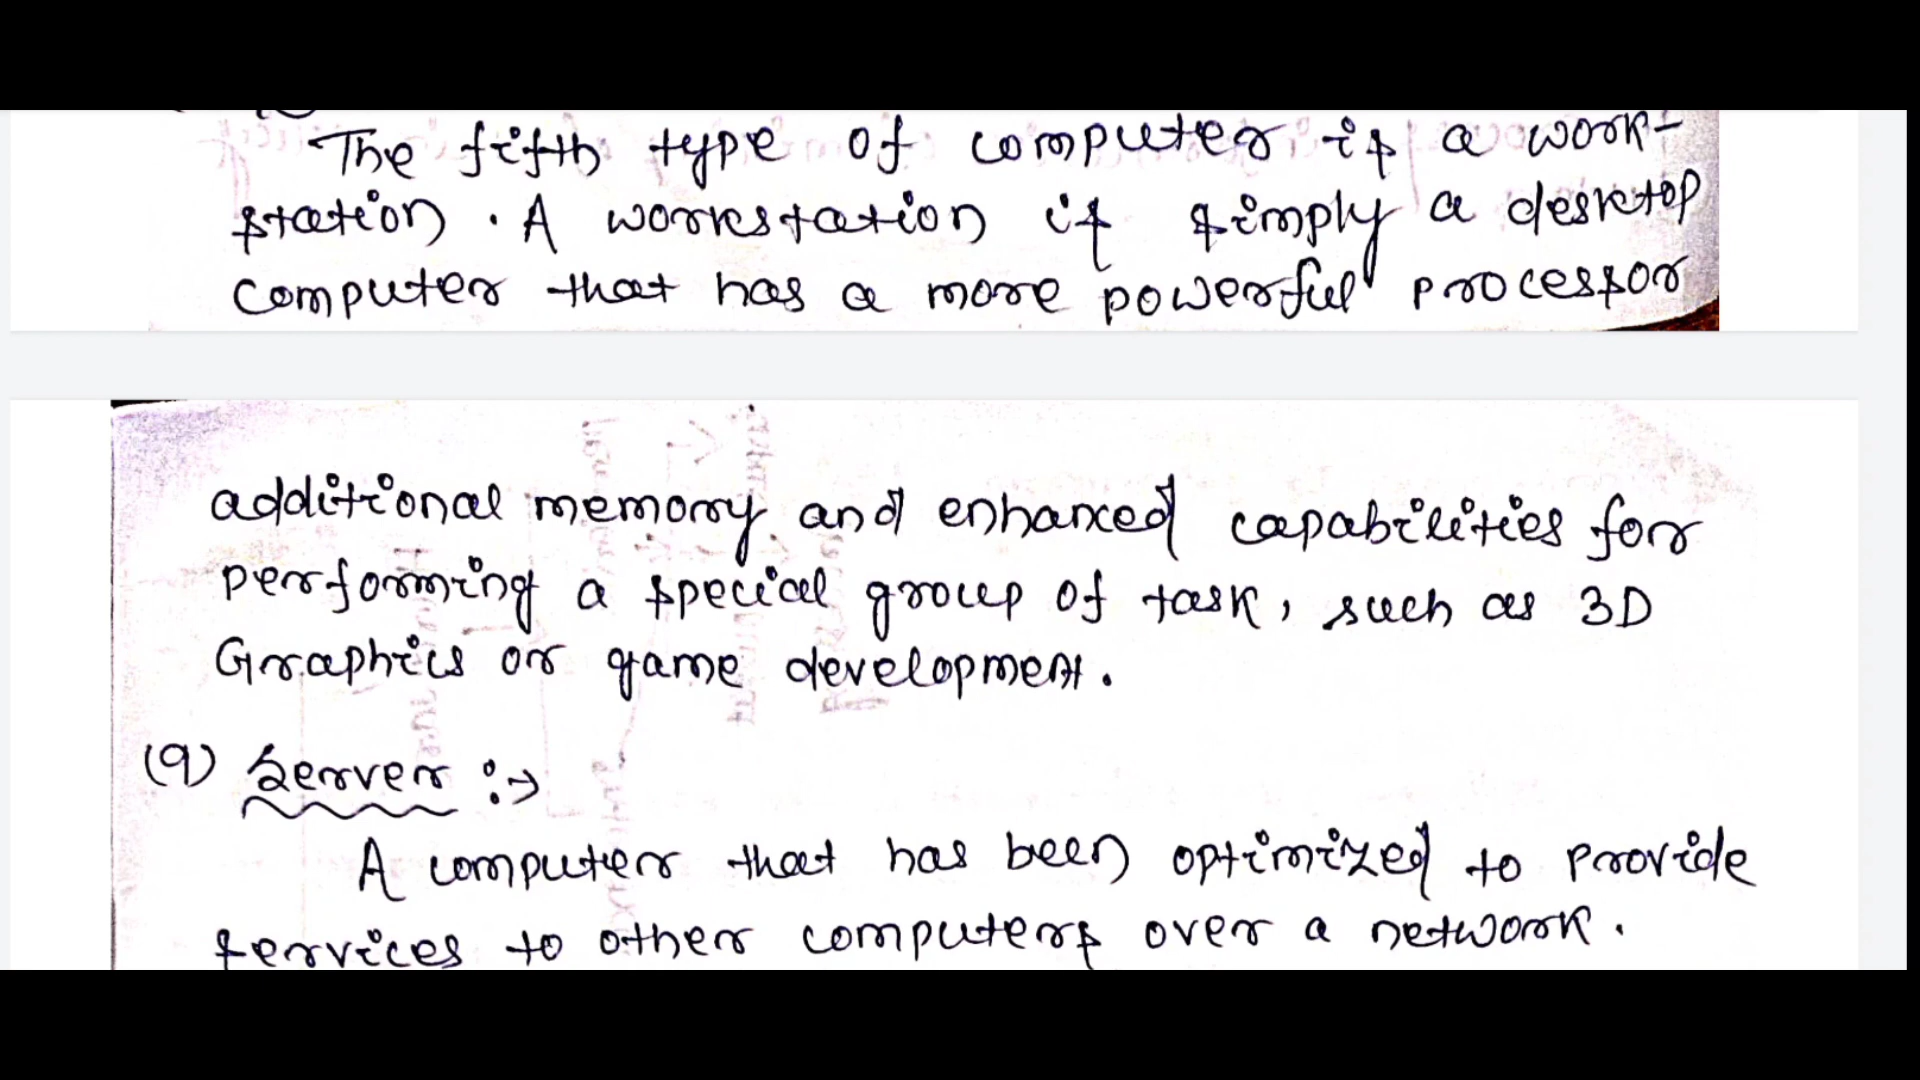 The fifth type of computer is a work-
station. A workstation is simply a desktop
computer that has a more powerful processor
additional memory and enhanced capabilities for
performing a special group of task, such as 3D
Graphics or game development.
(9) Server :->
A computer that has been optimized to provide
services to other computers over a network.